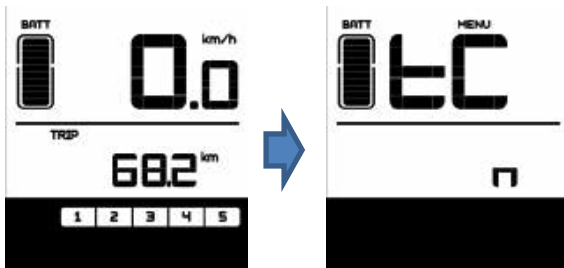 BATT
0.0 km/h
TRIP
68.2 km
1 2 3 4 5
BATT MENU
tC
n